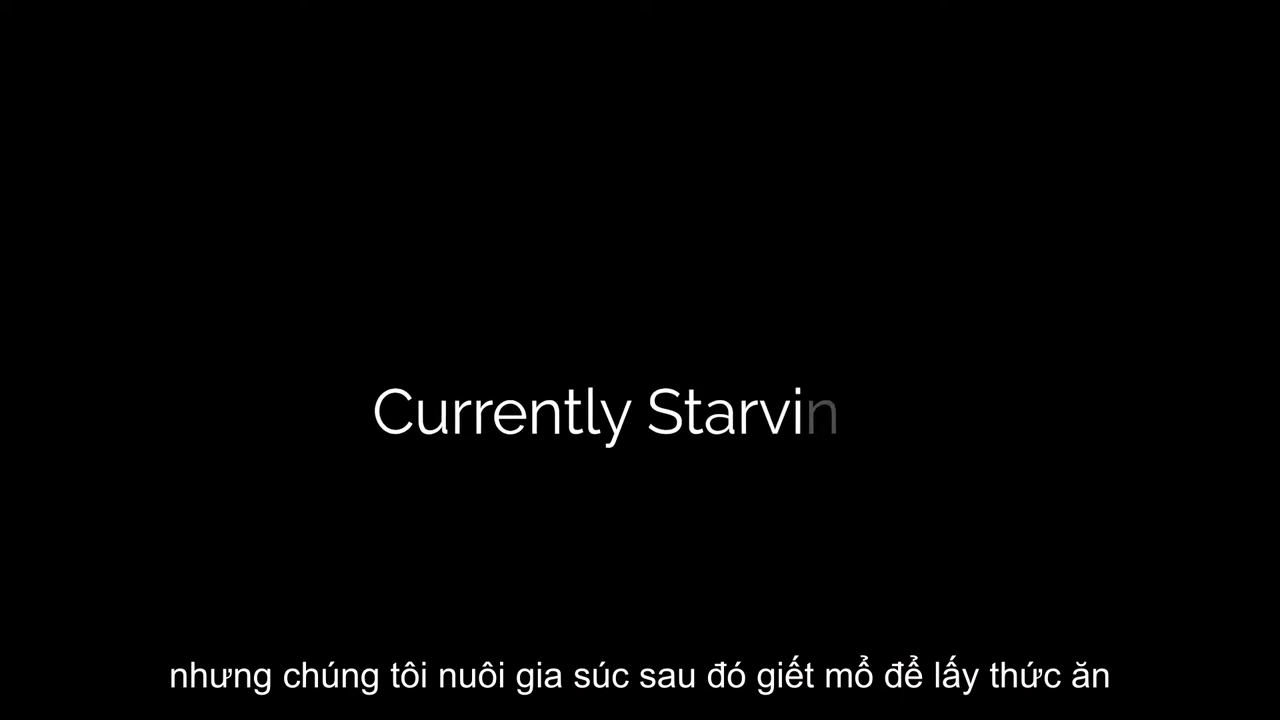 Currently Starvin
nhưng chúng tôi nuôi gia súc sau đó giết mổ để lấy thức ăn